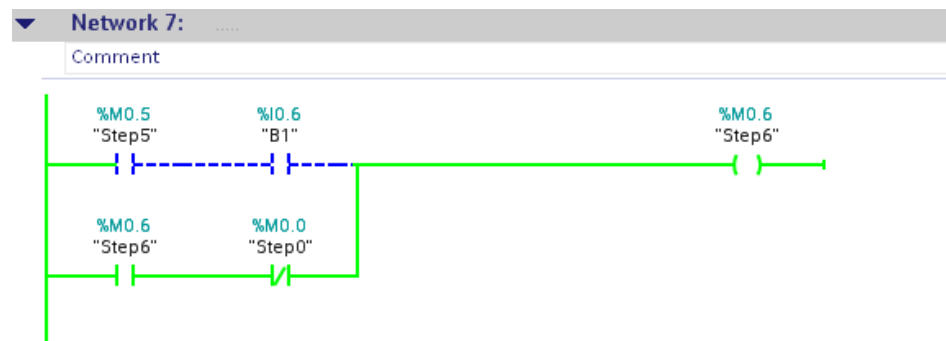 Network 7: .....
Comment
%M0.5 %I0.6 %M0.6
"Step5" "B1" "Step6"
%M0.6 %M0.0
"Step6" "Step0"